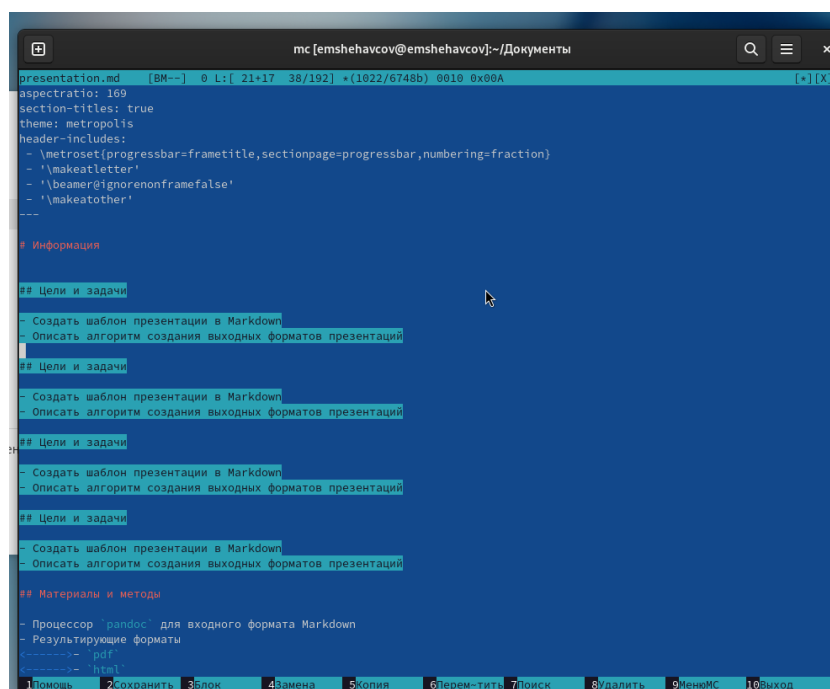 mc [emshehavcov@emshehavcov]:~/Документы
presentation.md [BM--] 0 L:[ 21+17 38/192] *(1022/6748b) 0010 0x00A [*][X]
aspectratio: 169
section-titles: true
theme: metropolis
header-includes:
- \metroset{progressbar=frametitle,sectionpage=progressbar,numbering=fraction}
- '\makeatletter'
- '\beamer@ignorenonframefalse'
- '\makeatother'
---
# Информация
## Цели и задачи
- Создать шаблон презентации в Markdown
- Описать алгоритм создания выходных форматов презентаций
## Цели и задачи
- Создать шаблон презентации в Markdown
- Описать алгоритм создания выходных форматов презентаций
## Цели и задачи
- Создать шаблон презентации в Markdown
- Описать алгоритм создания выходных форматов презентаций
## Цели и задачи
- Создать шаблон презентации в Markdown
- Описать алгоритм создания выходных форматов презентаций
## Материалы и методы
- Процессор `pandoc` для входного формата Markdown
- Результирующие форматы
<------>- `pdf`
<------>- `html`
1Помощь 2Сохранить 3Блок 4Замена 5Копия 6Перем~тить 7Поиск 8Удалить 9МенюMC 10Выход